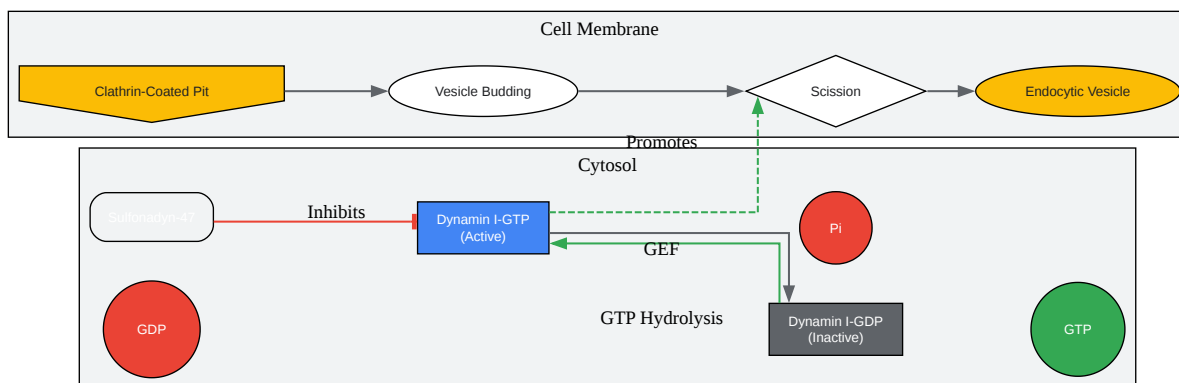 Cell Membrane
Clathrin-Coated Pit
Vesicle Budding
Scission
Endocytic Vesicle
Promotes
Cytosol
Sulfonadyn-47
Inhibits
Dynamin I-GTP
(Active)
Pi
GEF
GDP
GTP Hydrolysis
Dynamin I-GDP
(Inactive)
GTP